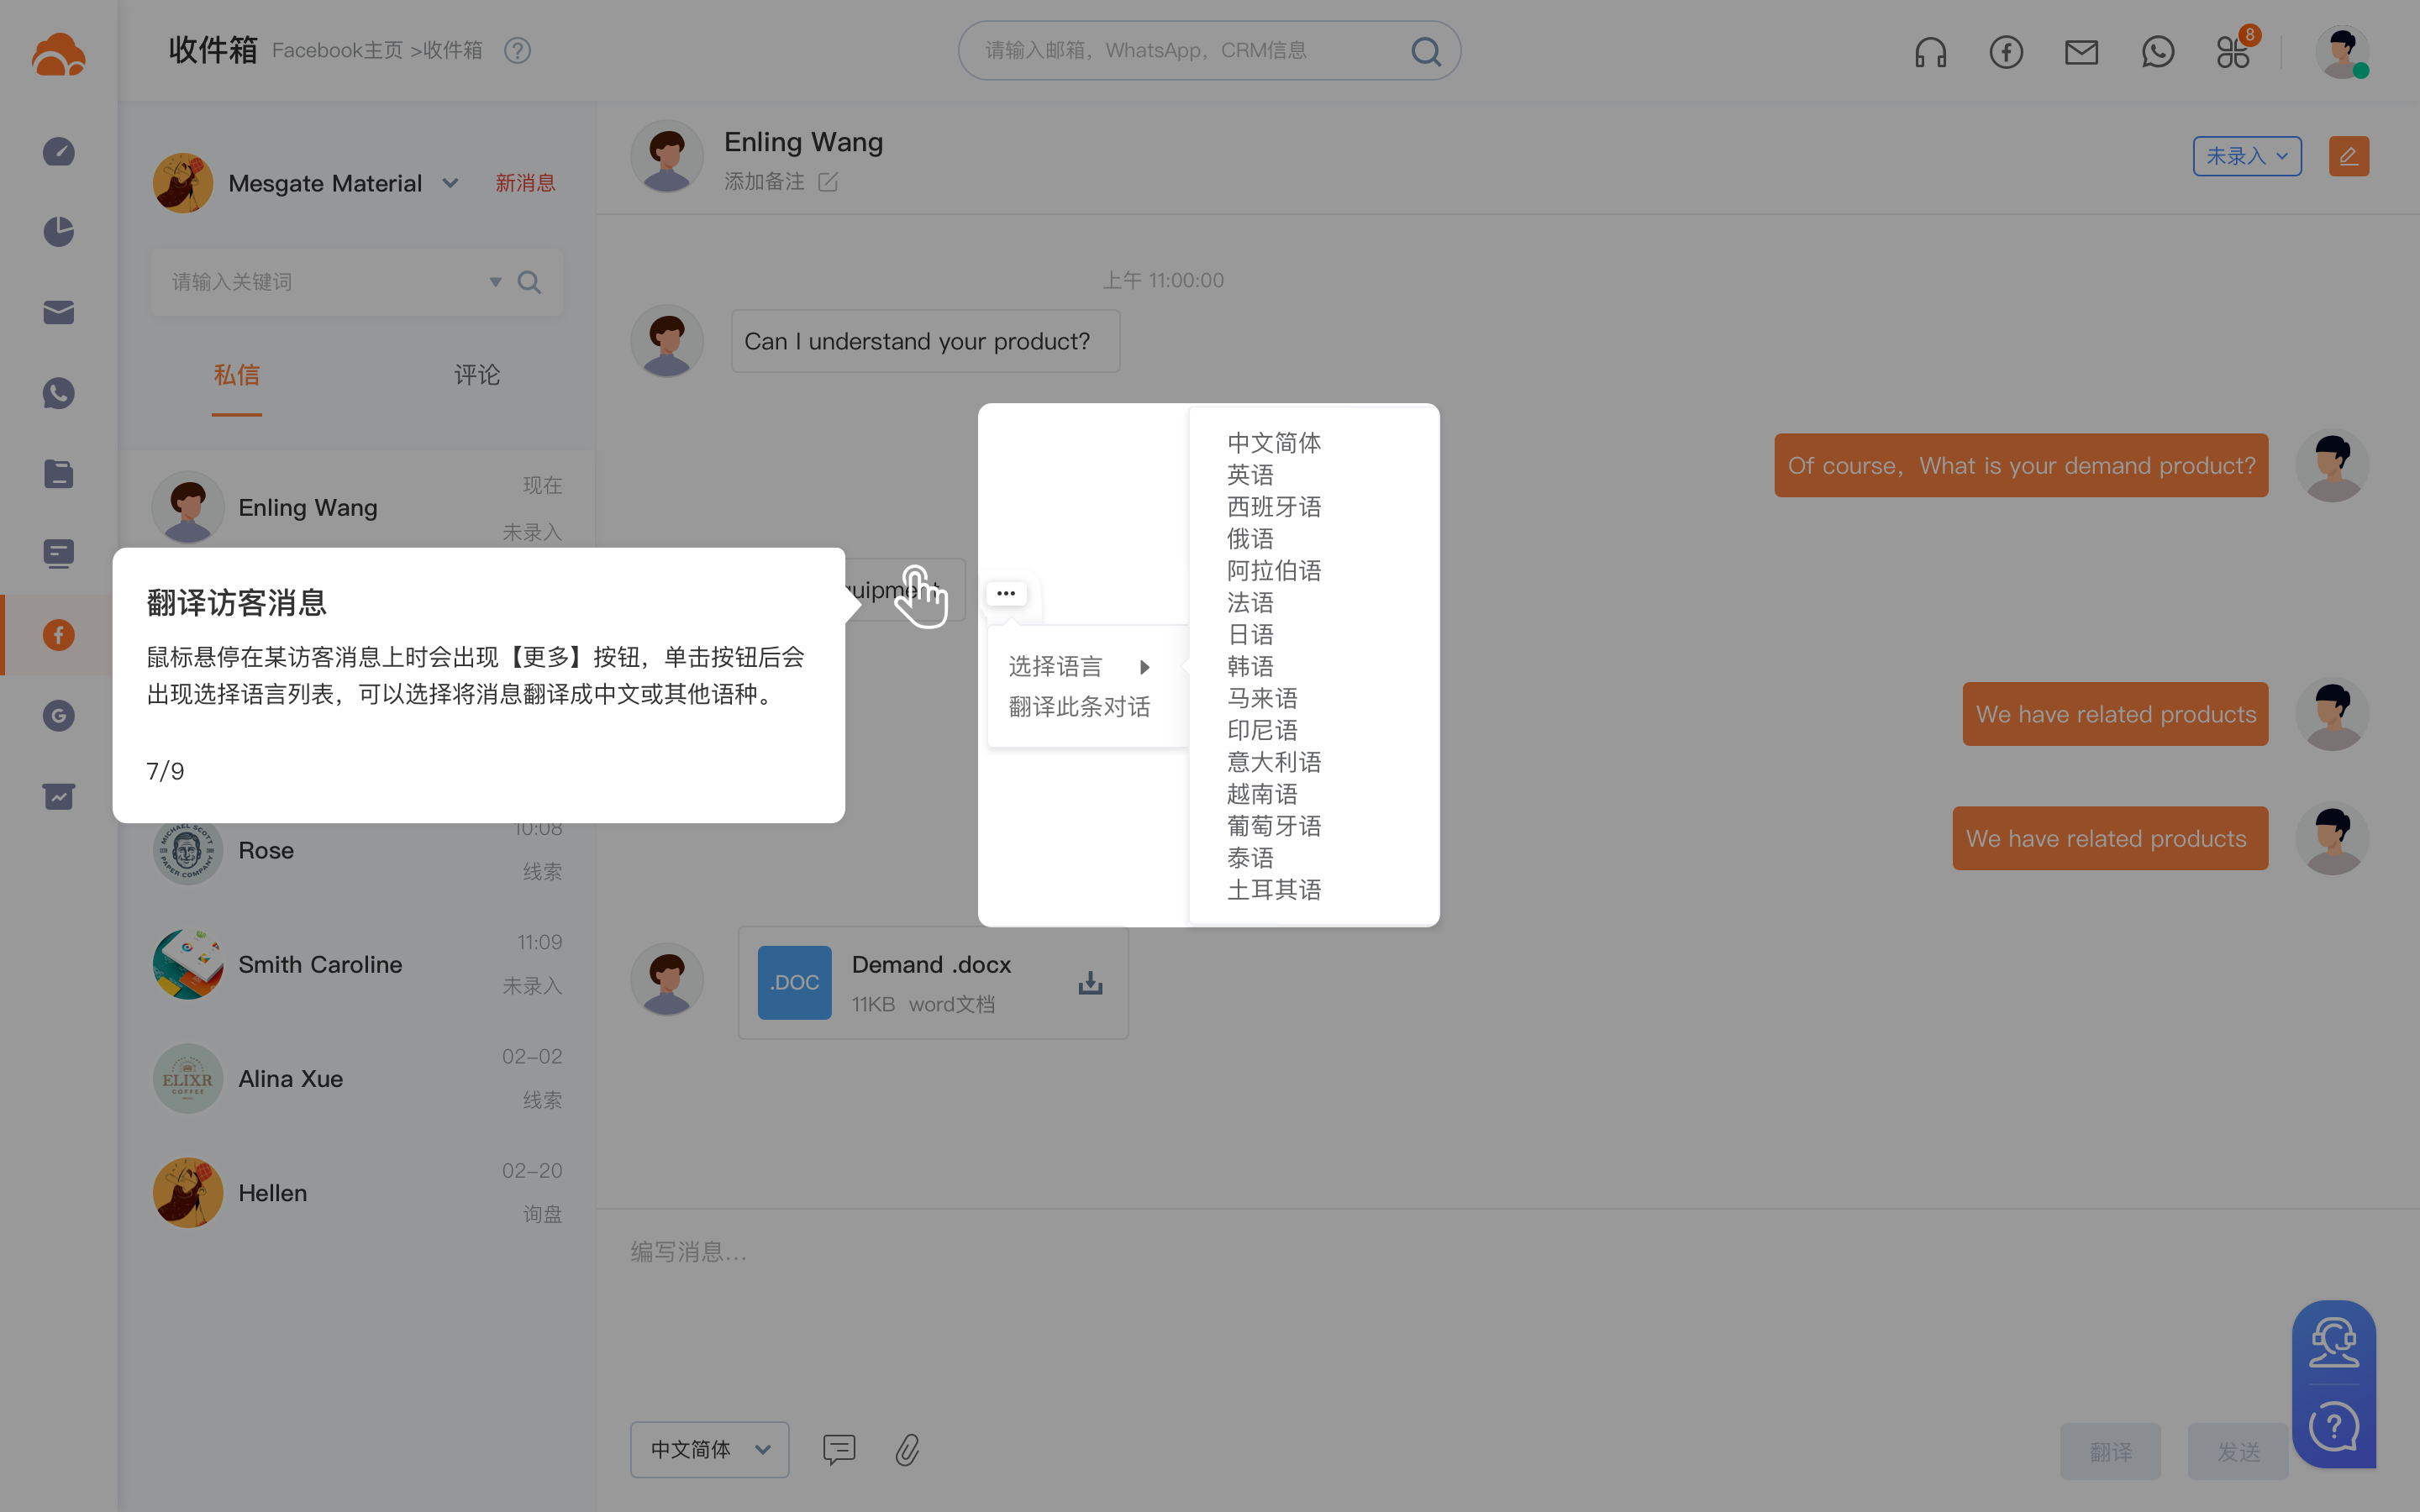 收件箱 Facebook主页 >收件箱
请输入邮箱，WhatsApp，CRM信息
8
Mesgate Material 新消息
请输入关键词
私信 评论
Enling Wang 现在
未录入
翻译访客消息
鼠标悬停在某访客消息上时会出现【更多】按钮，单击按钮后会
出现选择语言列表，可以选择将消息翻译成中文或其他语种。
7/9
Rose 10:08
线索
MICHAEL SCOTT
PAPER COMPANY
Smith Caroline 11:09
未录入
Alina Xue 02-02
线索
ELIXR
COFFEE
Hellen 02-20
询盘
Enling Wang
添加备注
未录入
上午 11:00:00
Can I understand your product?
Of course，What is your demand product?
We have related products
We have related products
选择语言
翻译此条对话
中文简体
英语
西班牙语
俄语
阿拉伯语
法语
日语
韩语
马来语
印尼语
意大利语
越南语
葡萄牙语
泰语
土耳其语
.DOC
Demand .docx
11KB word文档
编写消息...
中文简体
翻译 发送